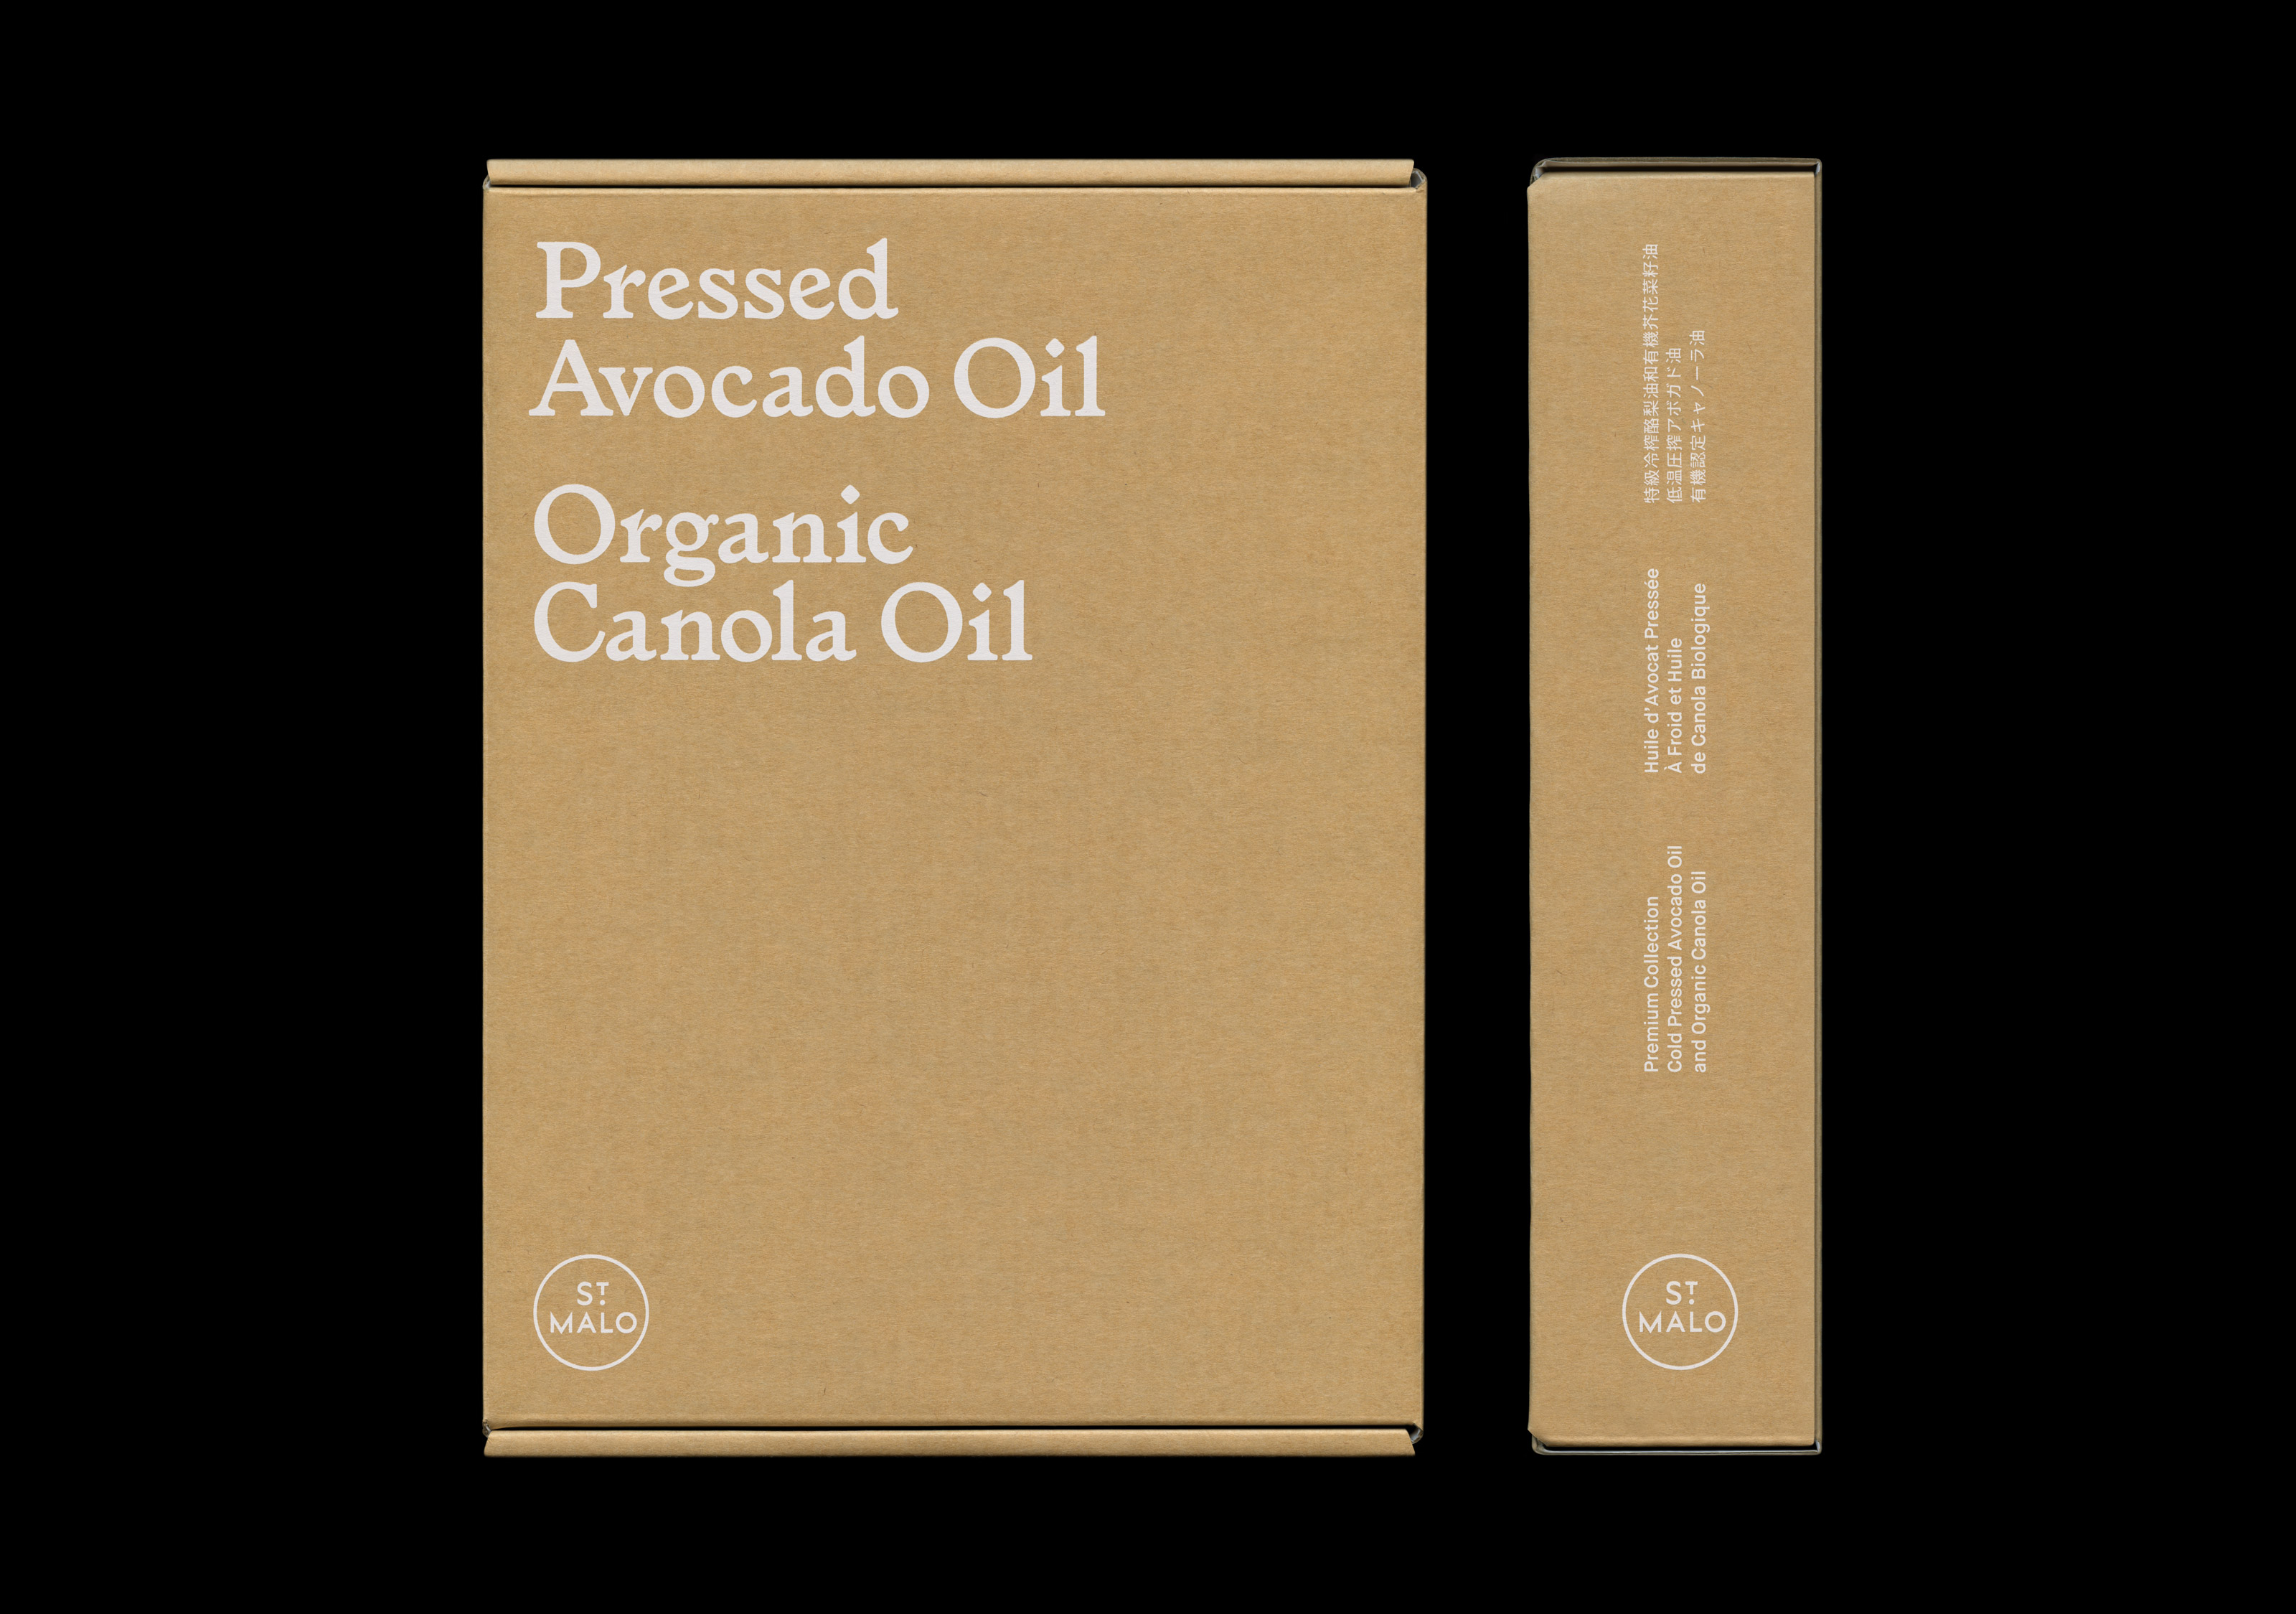 Pressed
Avocado Oil
Organic
Canola Oil
ST
MALO
特級冷榨酪梨油和有機芥花菜籽油
低温圧搾アボガド油
有機認定キャノーラ油
Huile d'Avocat Pressée
À Froid et Huile
de Canola Biologique
Premium Collection
Cold Pressed Avocado Oil
and Organic Canola Oil
ST
MALO